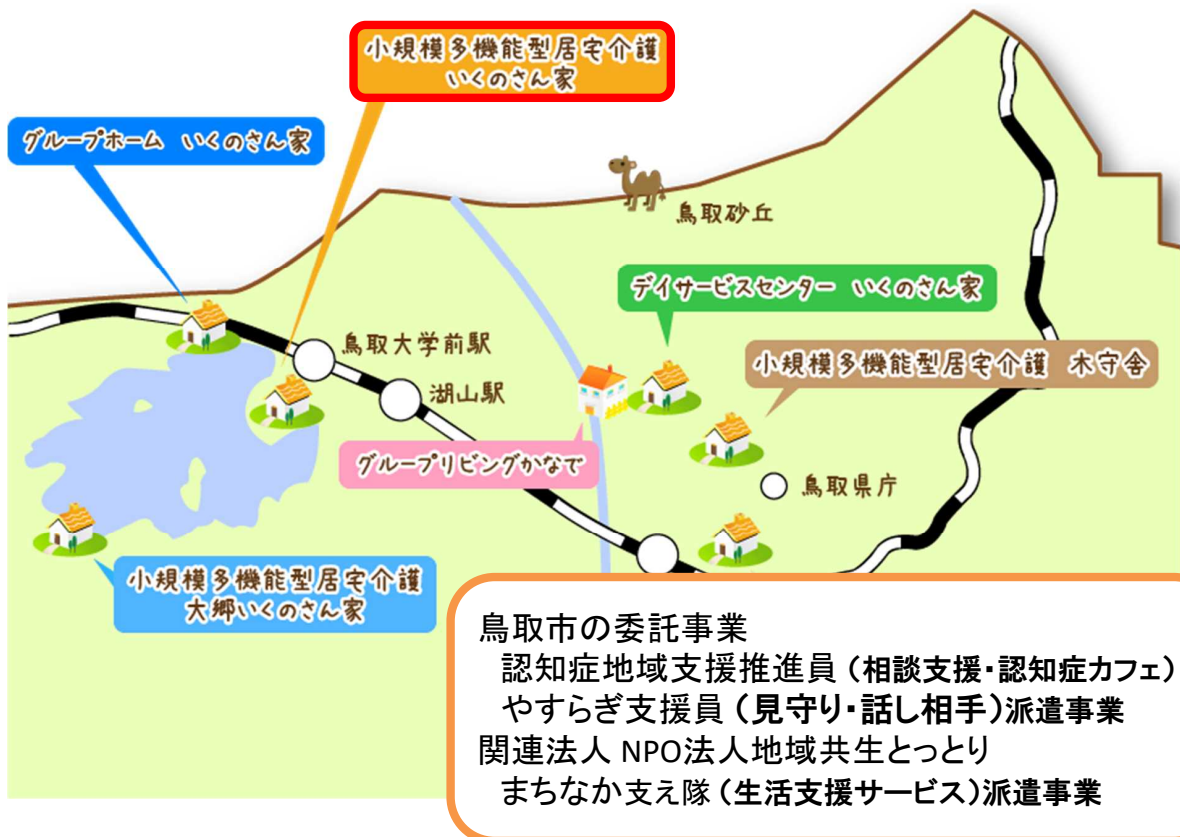 小規模多機能型居宅介護
いくのさん家
グループホーム いくのさん家
鳥取砂丘
デイサービスセンター いくのさん家
鳥取大学前駅
小規模多機能型居宅介護 木守舎
湖山駅
グループリビングかなで
鳥取県庁
小規模多機能型居宅介護
大郷いくのさん家
鳥取市の委託事業
認知症地域支援推進員(相談支援・認知症カフェ)
やすらぎ支援員(見守り・話し相手)派遣事業
関連法人 NPO法人地域共生とっとり
まちなか支え隊(生活支援サービス)派遣事業